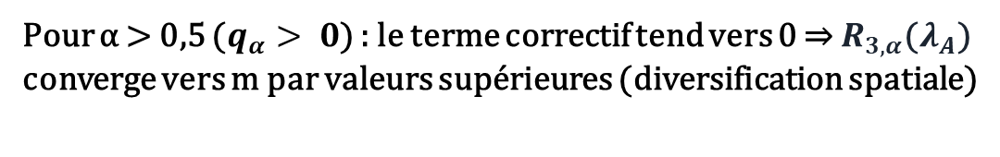 Pour α > 0,5 (qα > 0) : le terme correctif tend vers 0 ⇒ R3,α(λA)
converge vers m par valeurs supérieures (diversification spatiale)